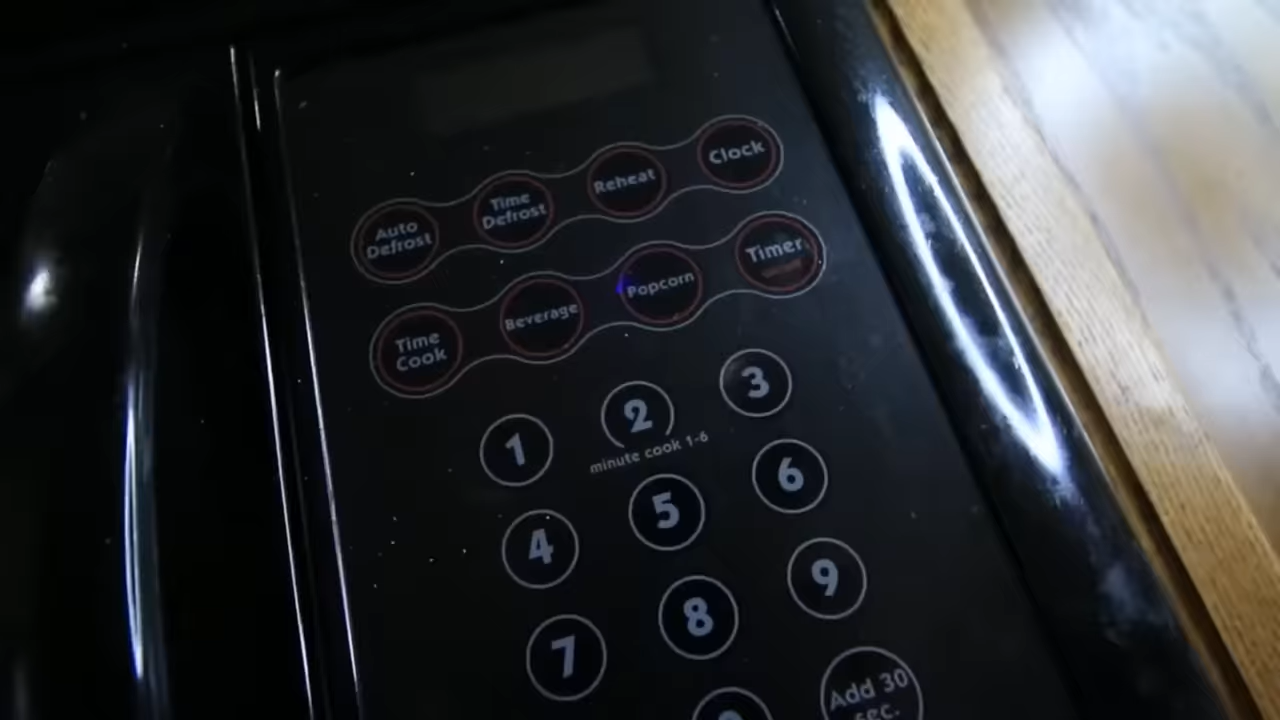 Auto
Defrost
Time
Defrost
Reheat
Clock
Time
Cook
Beverage
Popcorn
Timer
1
2
3
minute cook 1-6
4
5
6
7
8
9
Add 30
sec.